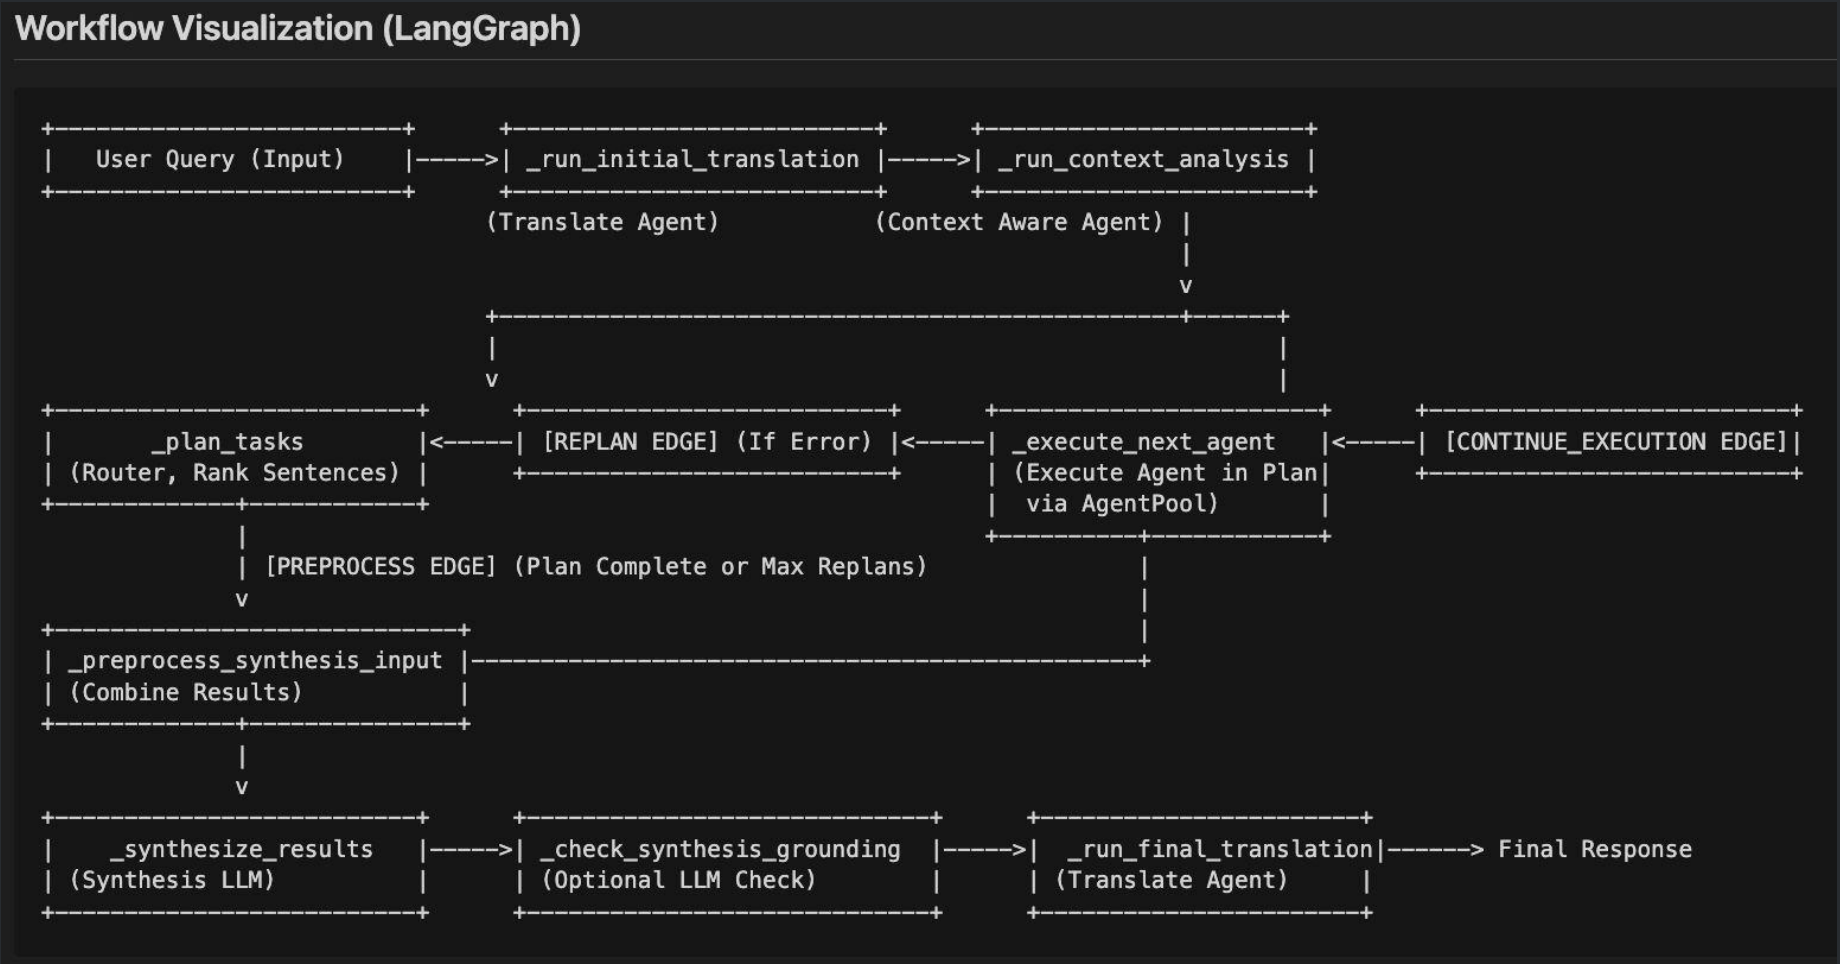 Workflow Visualization (LangGraph)
User Query (Input)
_run_initial_translation
_run_context_analysis
(Translate Agent)
(Context Aware Agent)
_plan_tasks
(Router, Rank Sentences)
[REPLAN EDGE] (If Error)
_execute_next_agent
(Execute Agent in Plan
via AgentPool)
[CONTINUE_EXECUTION EDGE]
[PREPROCESS EDGE] (Plan Complete or Max Replans)
_preprocess_synthesis_input
(Combine Results)
_synthesize_results
(Synthesis LLM)
_check_synthesis_grounding
(Optional LLM Check)
_run_final_translation
(Translate Agent)
Final Response